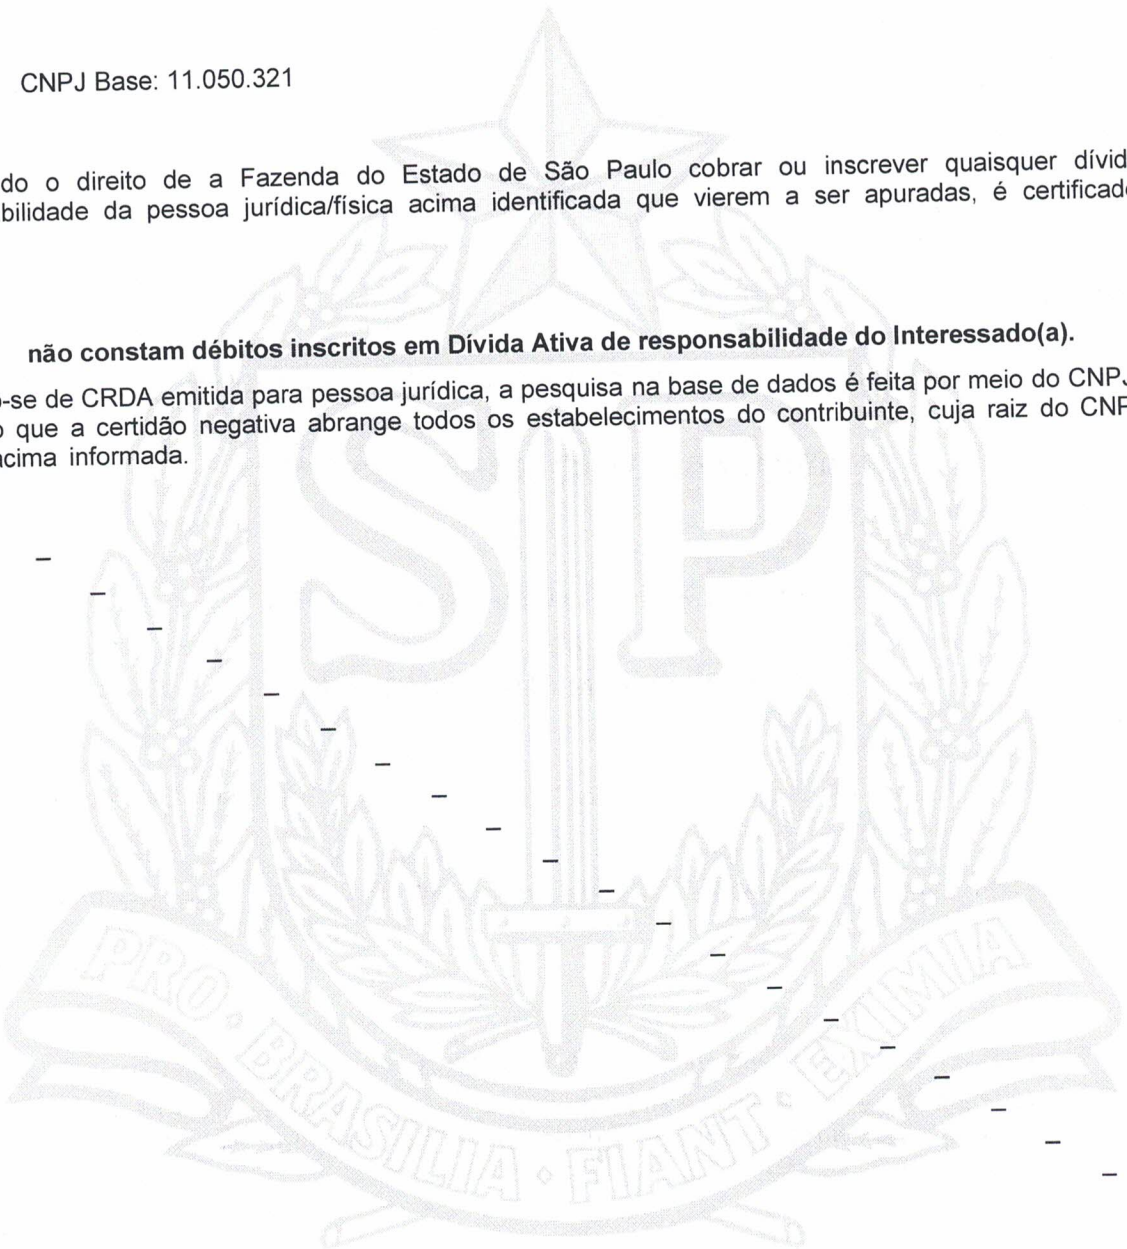 CNPJ Base: 11.050.321
do o direito de a Fazenda do Estado de São Paulo cobrar ou inscrever quaisquer dívid
bilidade da pessoa jurídica/física acima identificada que vierem a ser apuradas, é certificad
não constam débitos inscritos em Dívida Ativa de responsabilidade do Interessado(a).
-se de CRDA emitida para pessoa jurídica, a pesquisa na base de dados é feita por meio do CNPJ
o que a certidão negativa abrange todos os estabelecimentos do contribuinte, cuja raiz do CNP
acima informada.
SP
PRO · BRASILIA · FIANT · EXIMIA